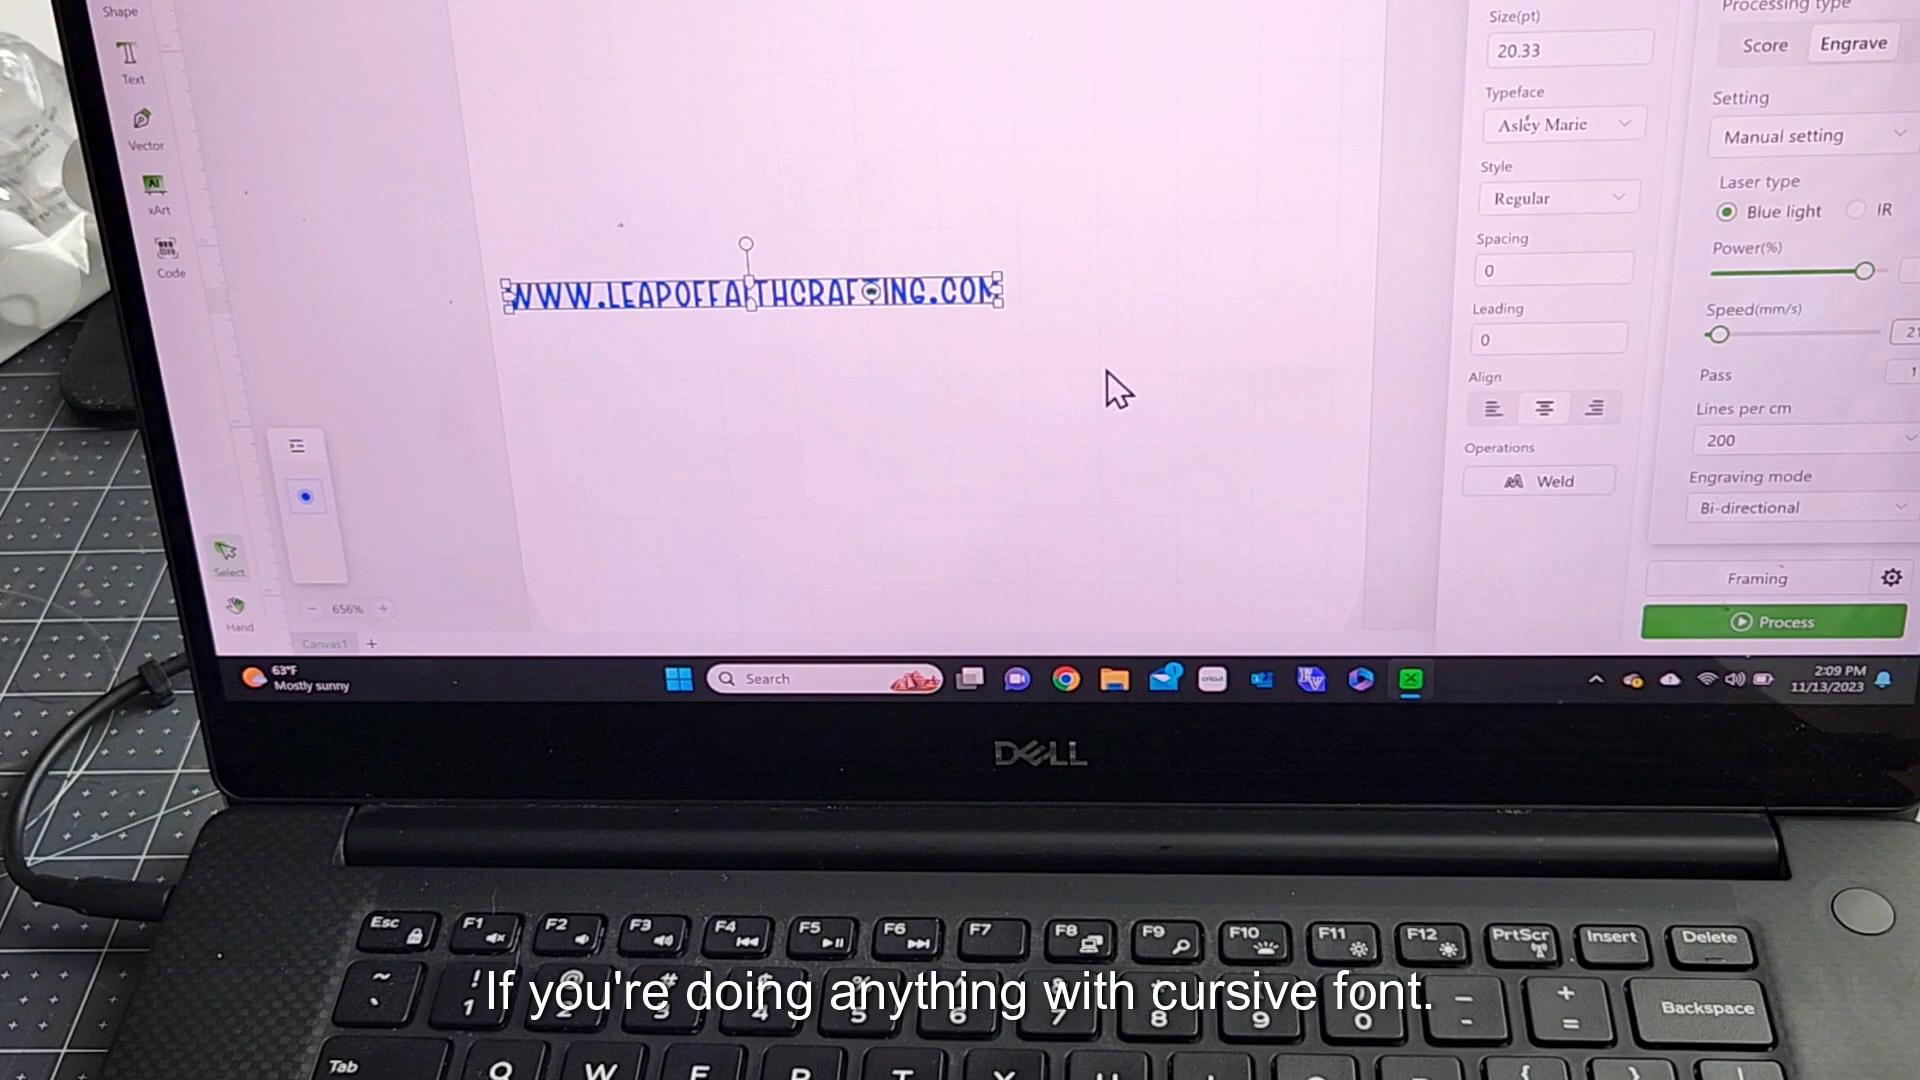 Shape
Text
Vector
xArt
Code
Select
Hand
656%
Canvas1
WWW.LEAPOFFAITHCRAFTING.COM
Size(pt)
20.33
Typeface
Asley Marie
Style
Regular
Spacing
0
Leading
0
Align
Operations
Weld
Processing type
Score Engrave
Setting
Manual setting
Laser type
Blue light IR
Power(%)
Speed(mm/s)
Pass 1
Lines per cm
200
Engraving mode
Bi-directional
Framing
Process
63°F
Mostly sunny
Search
cricut
2:09 PM
11/13/2023
DELL
Esc F1 F2 F3 F4 F5 F6 F7 F8 F9 F10 F11 F12 PrtScr Insert Delete
If you're doing anything with cursive font.
Backspace
Tab